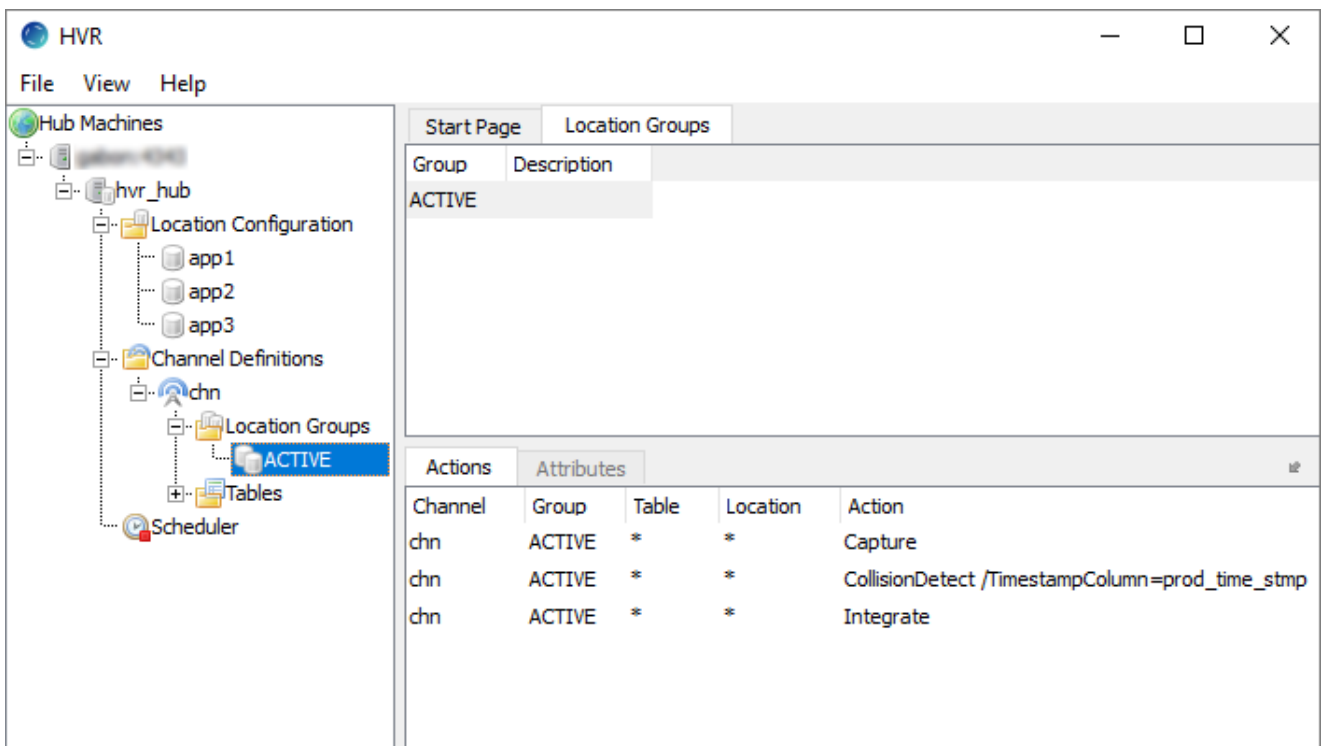 HVR
File View Help
Hub Machines
hvr_hub
Location Configuration
app1
app2
app3
Channel Definitions
chn
Location Groups
ACTIVE
Tables
Scheduler
Start Page Location Groups
Group Description
ACTIVE
Actions Attributes
Channel Group Table Location Action
chn ACTIVE * * Capture
chn ACTIVE * * CollisionDetect /TimestampColumn=prod_time_stmp
chn ACTIVE * * Integrate